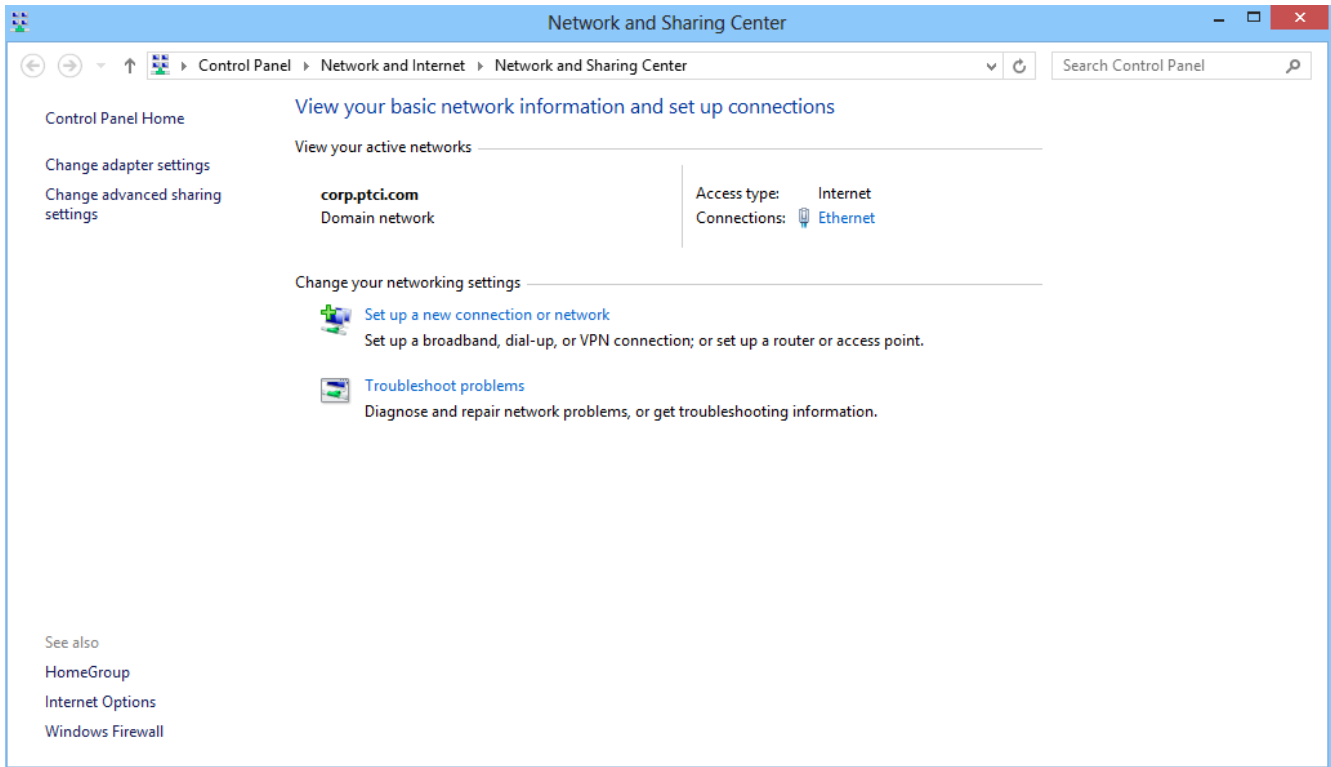 Network and Sharing Center
Control Panel Network and Internet Network and Sharing Center
Search Control Panel
Control Panel Home
Change adapter settings
Change advanced sharing
settings
View your basic network information and set up connections
View your active networks
corp.ptci.com
Domain network
Access type: Internet
Connections: Ethernet
Change your networking settings
Set up a new connection or network
Set up a broadband, dial-up, or VPN connection; or set up a router or access point.
Troubleshoot problems
Diagnose and repair network problems, or get troubleshooting information.
See also
HomeGroup
Internet Options
Windows Firewall